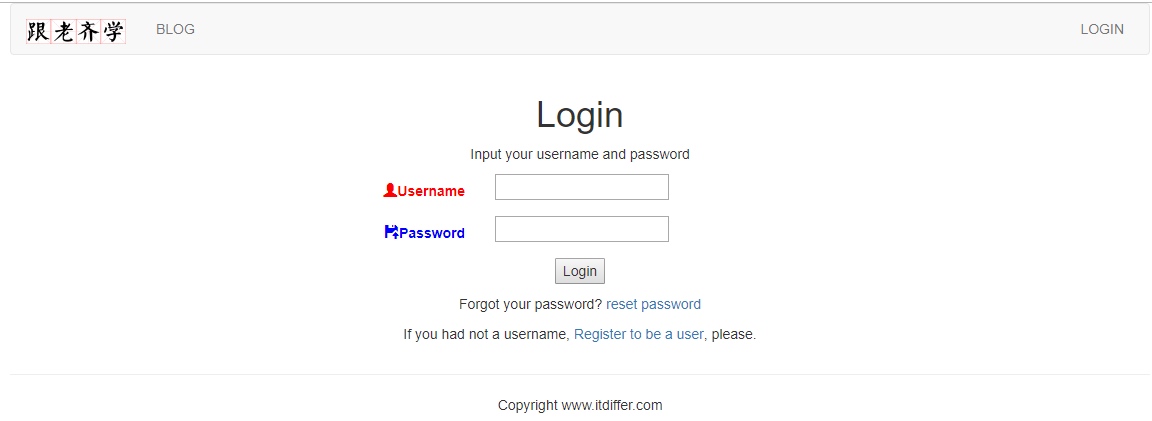 跟老齐学 BLOG LOGIN
Login
Input your username and password
Username
Password
Login
Forgot your password? reset password
If you had not a username, Register to be a user, please.
Copyright www.itdiffer.com